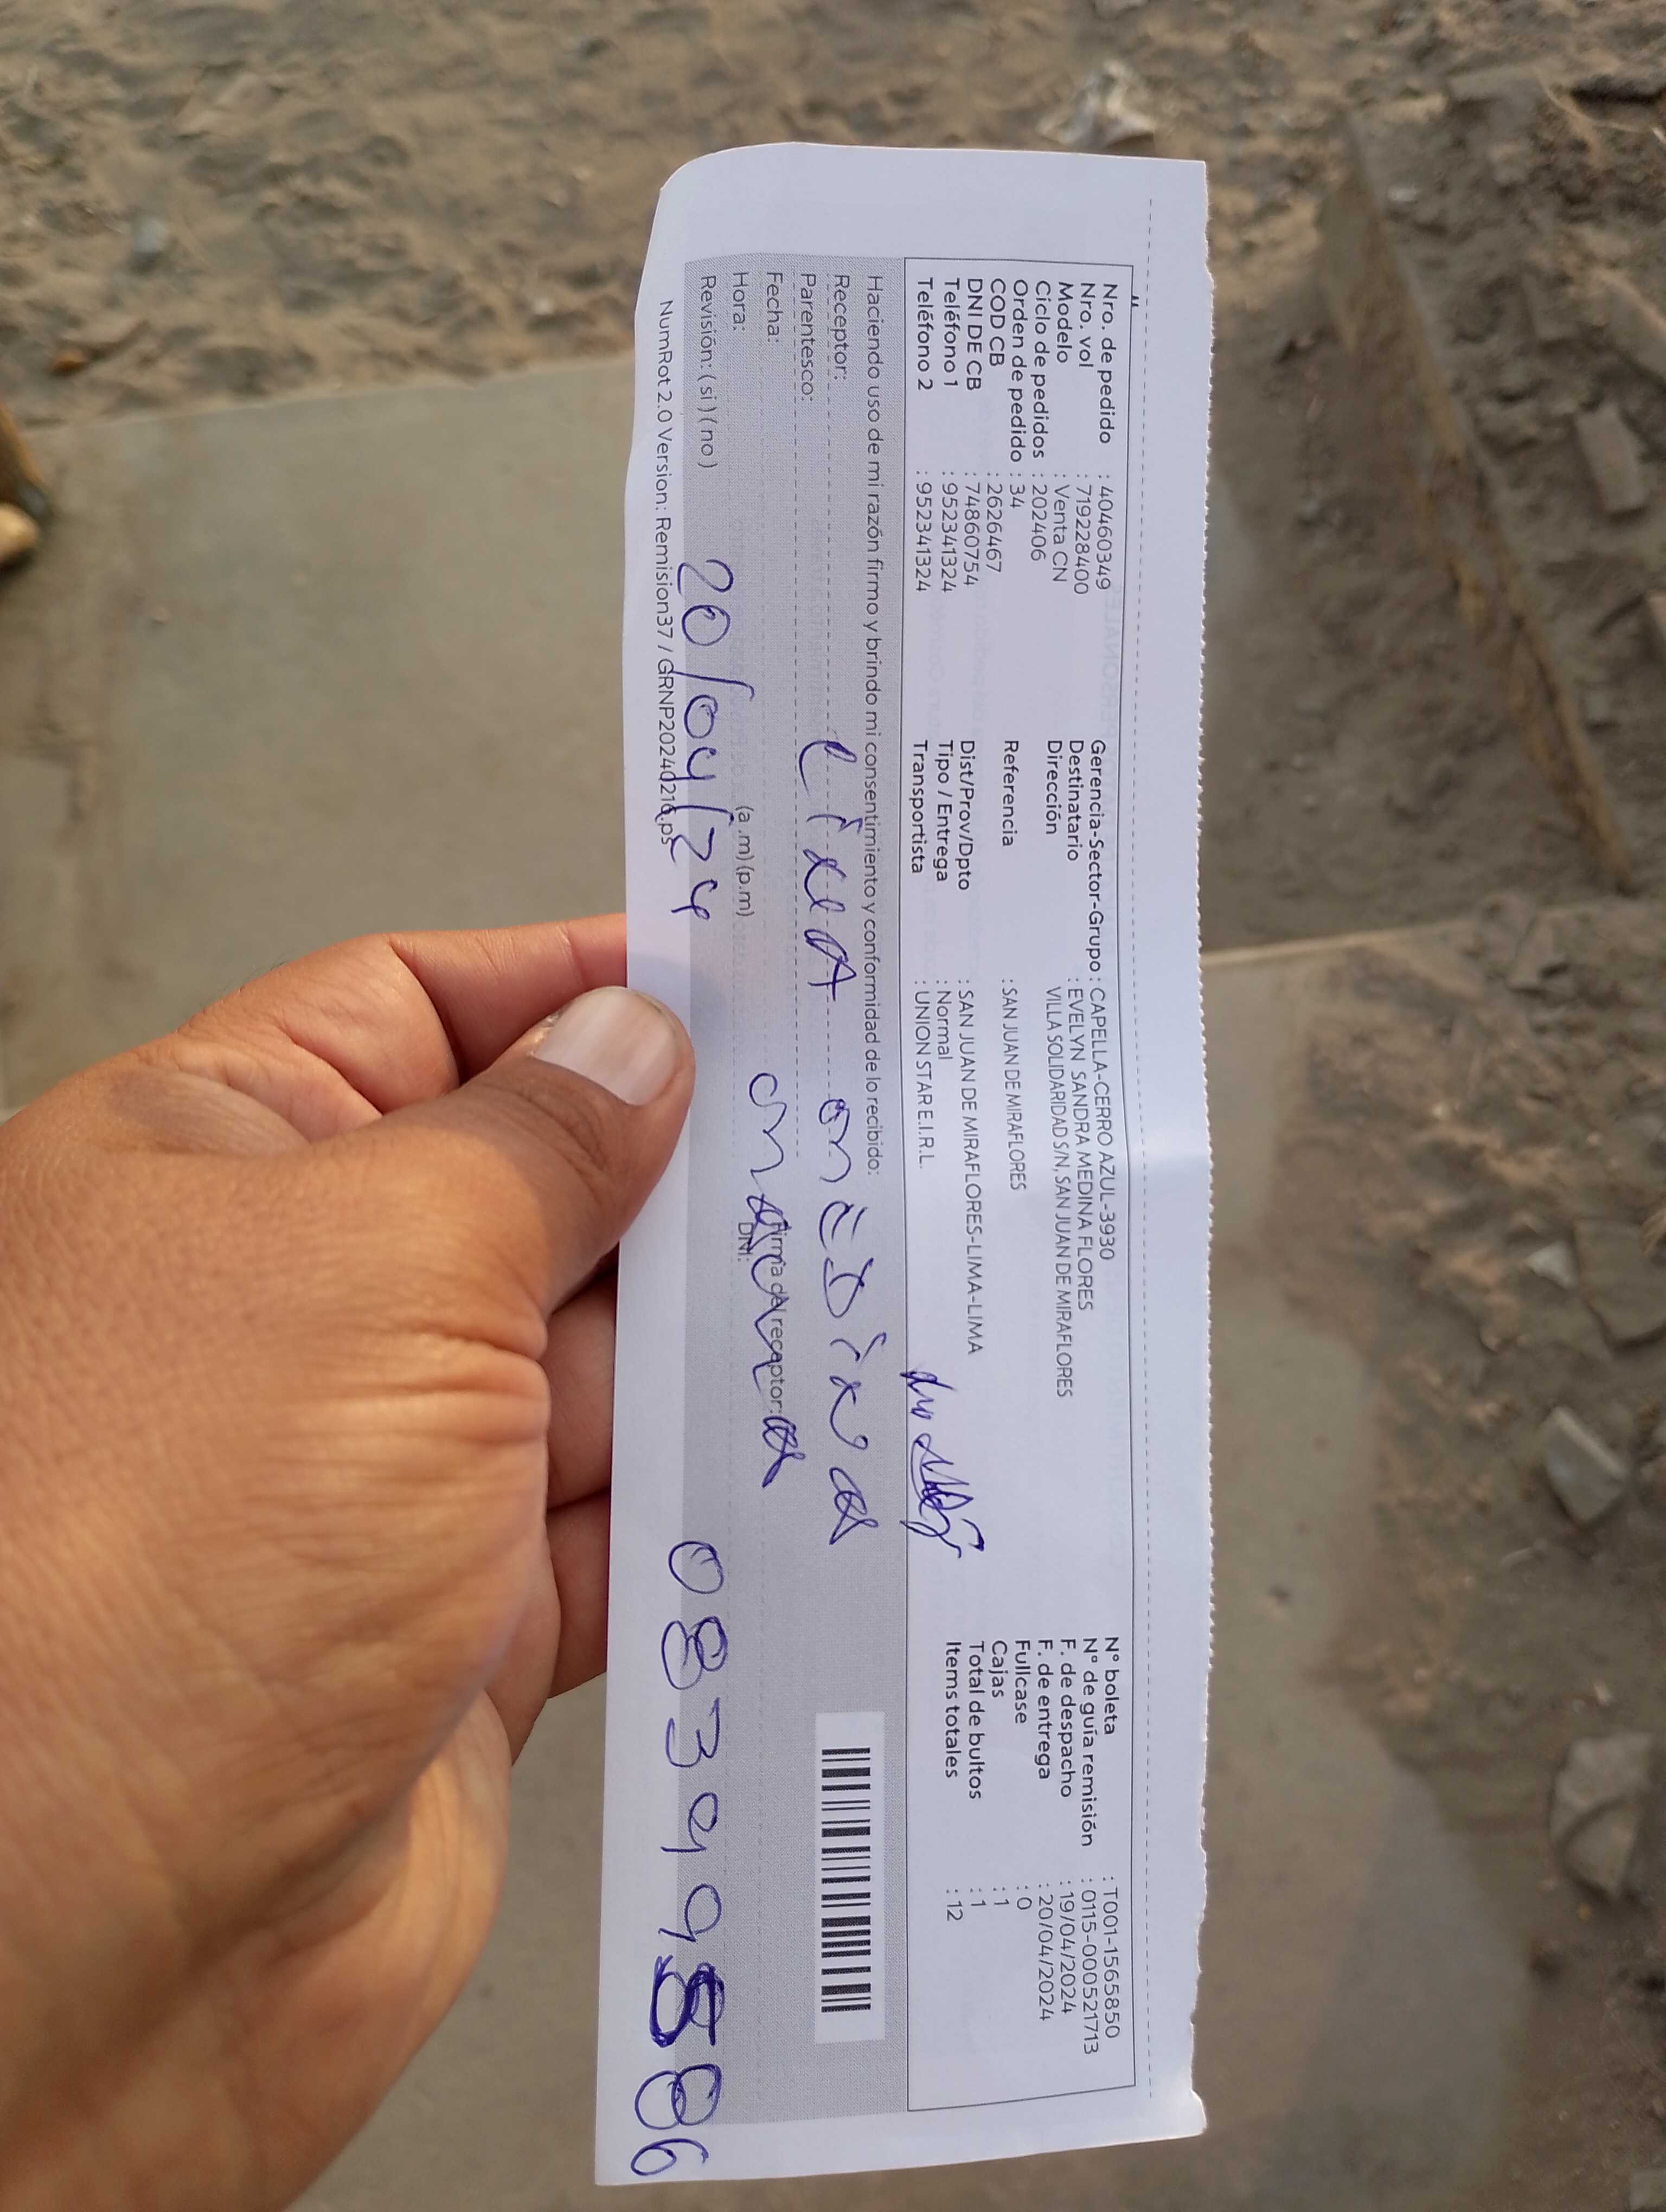 Nro. de pedido : 40460349
Nro. vol : 719228400
Modelo : Venta CN
Ciclo de pedidos : 202406
Orden de pedido : 34
COD CB : 2626467
DNI DE CB : 74860754
Teléfono 1 : 952341324
Teléfono 2 : 952341324
Gerencia-Sector-Grupo : CAPELLA-CERRO AZUL-3930
Destinatario : EVELYN SANDRA MEDINA FLORES
Dirección VILLA SOLIDARIDAD S/N, SAN JUAN DE MIRAFLORES
Referencia : SAN JUAN DE MIRAFLORES
Dist/Prov/Dpto : SAN JUAN DE MIRAFLORES-LIMA-LIMA
Tipo / Entrega : Normal
Transportista : UNION STAR E.I.R.L.
N° boleta : T001-1565850
N° de guía remisión : 0115-000521713
F. de despacho : 19/04/2024
F. de entrega : 20/04/2024
Fullcase : 0
Cajas : 1
Total de bultos : 1
Items totales : 12
Haciendo uso de mi razón firmo y brindo mi consentimiento y conformidad de lo recibido:
Receptor:
Parentesco:
Fecha:
Hora: (a.m) (p.m)
Firma del receptor:
DNI:
Revisión: ( si ) ( no )
20/04/24
NumRot 2.0 Version: Remision37 / GRNP20240216.ps